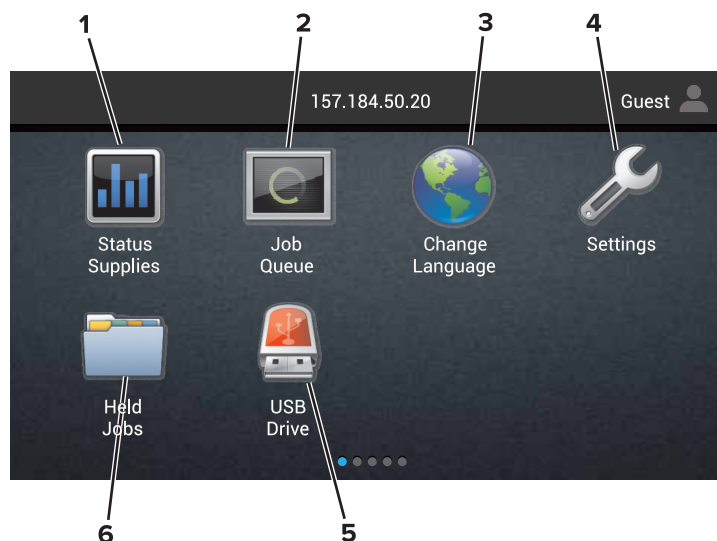 1
2
3
4
157.184.50.20
Guest
Status
Supplies
Job
Queue
Change
Language
Settings
Held
Jobs
USB
Drive
6
5